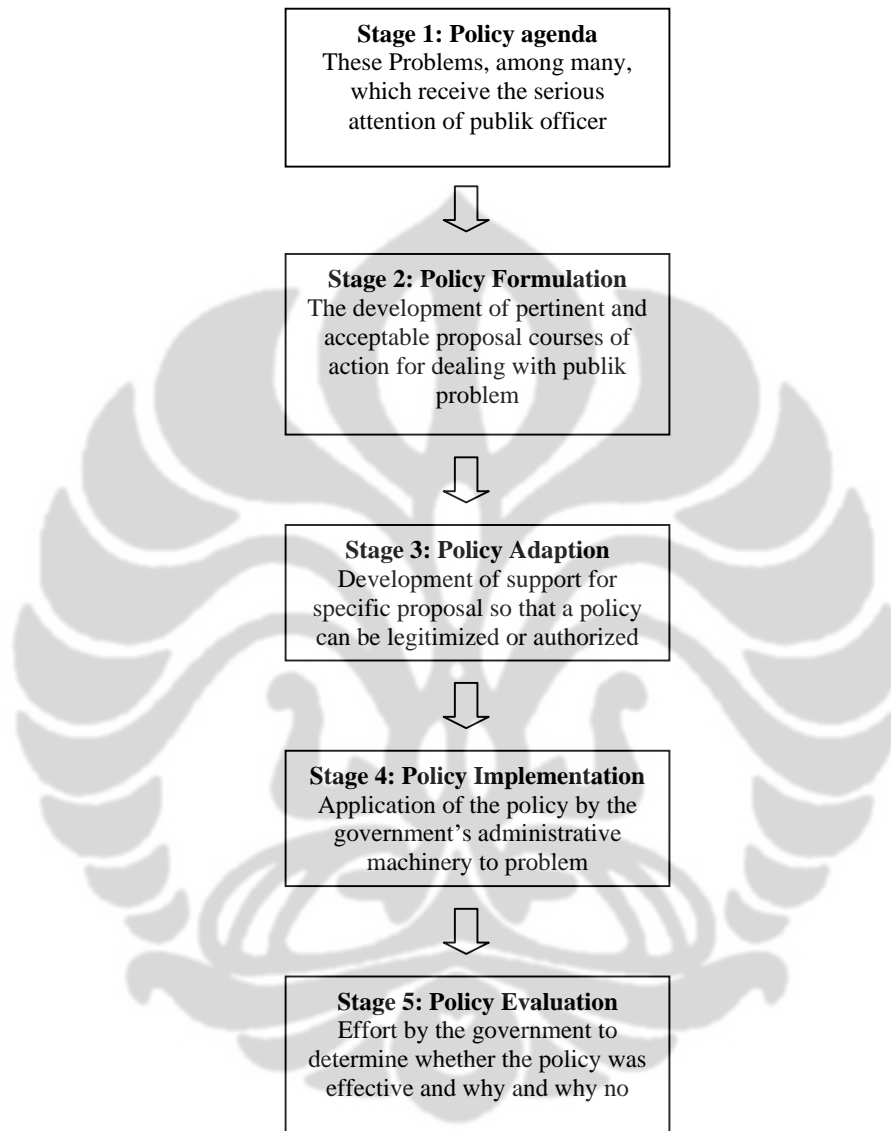 Stage 1: Policy agenda
These Problems, among many,
which receive the serious
attention of publik officer
Stage 2: Policy Formulation
The development of pertinent and
acceptable proposal courses of
action for dealing with publik
problem
Stage 3: Policy Adaption
Development of support for
specific proposal so that a policy
can be legitimized or authorized
Stage 4: Policy Implementation
Application of the policy by the
government’s administrative
machinery to problem
Stage 5: Policy Evaluation
Effort by the government to
determine whether the policy was
effective and why and why no